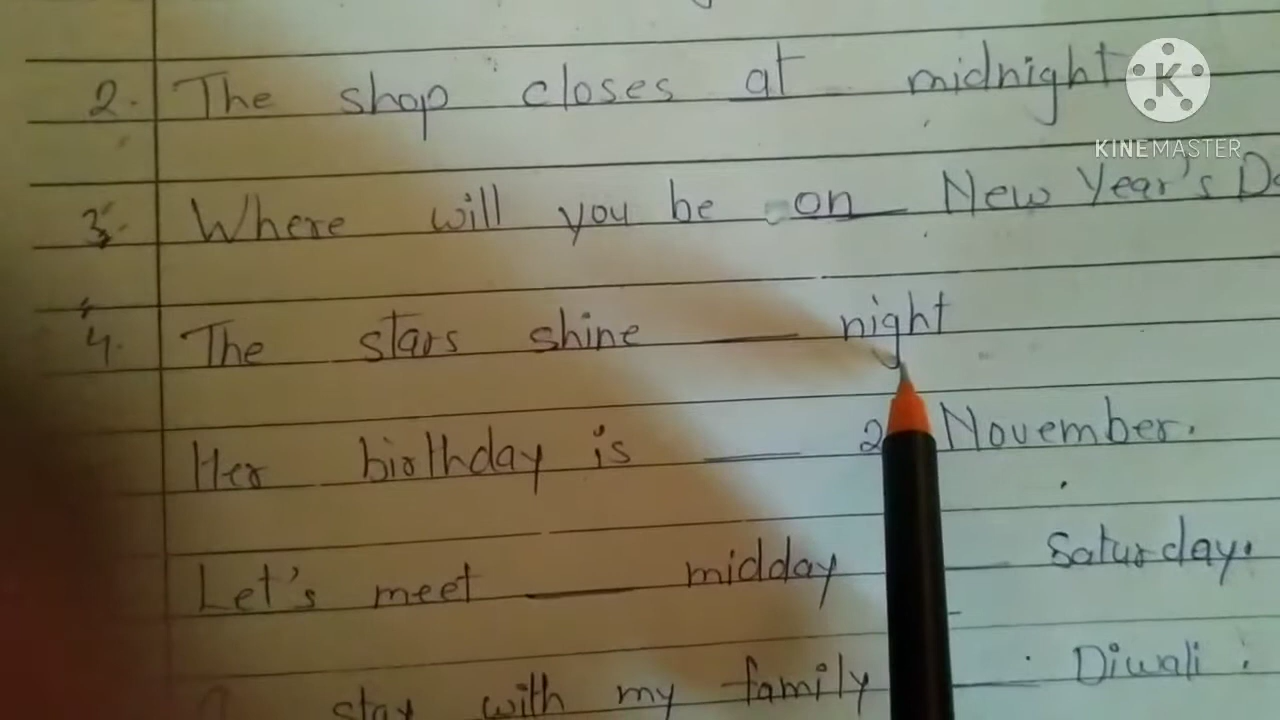 2. The shop closes at midnight
KINEMASTER
3. Where will you be on New Year's
4. The stars shine ___ night
Her birthday is ___ November.
Let's meet ___ midday ___ Saturday.
stay with my family ___ Diwali.